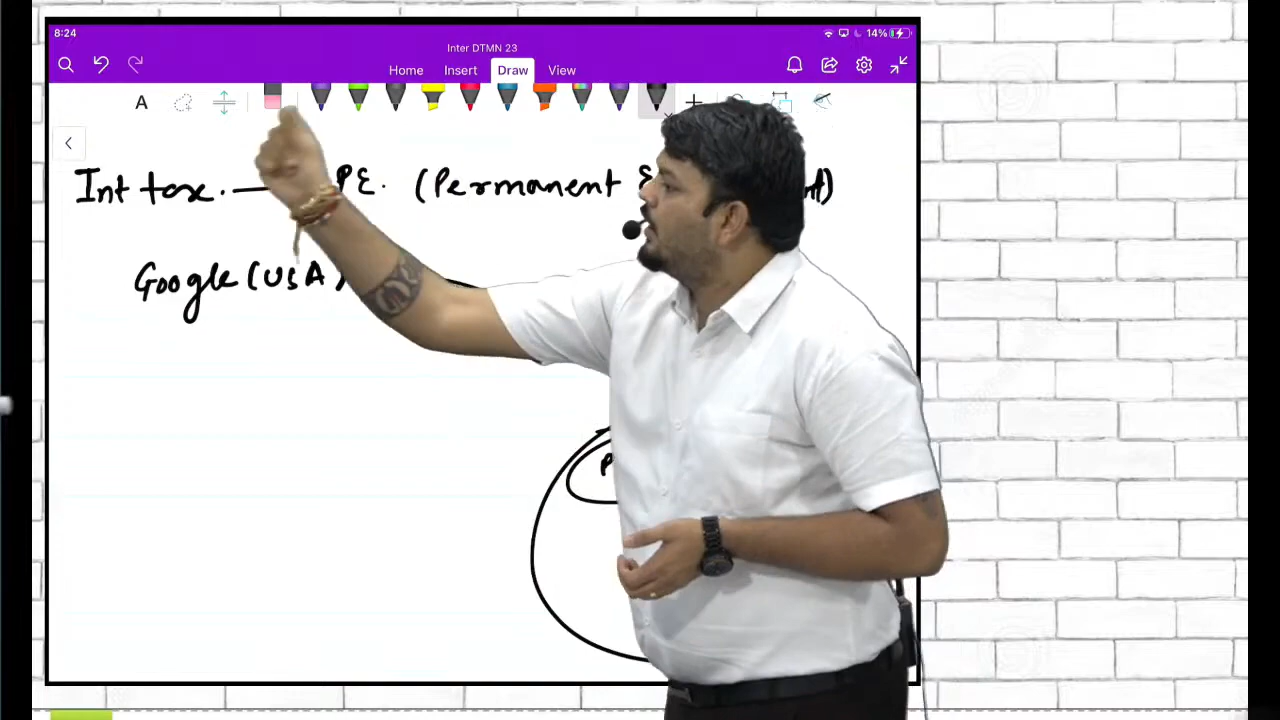 8:24
14%
Inter DTMN 23
Home Insert Draw View
A
Int tax. — PE. (Permanent
Google (USA)
P